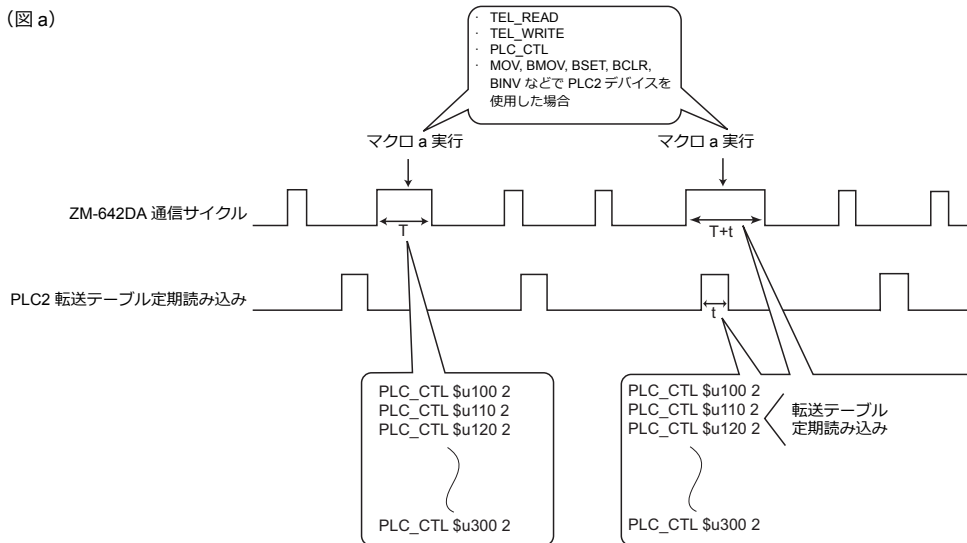 （図 a）
· TEL_READ
· TEL_WRITE
· PLC_CTL
· MOV, BMOV, BSET, BCLR,
BINV などで PLC2 デバイスを
使用した場合
マクロ a 実行
マクロ a 実行
ZM-642DA 通信サイクル
T
T+t
PLC2 転送テーブル定期読み込み
t
PLC_CTL $u100 2
PLC_CTL $u110 2
PLC_CTL $u120 2
PLC_CTL $u300 2
PLC_CTL $u100 2
PLC_CTL $u110 2
PLC_CTL $u120 2
転送テーブル
定期読み込み
PLC_CTL $u300 2